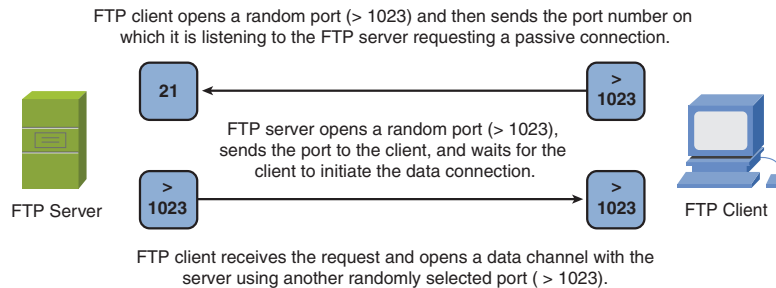 FTP client opens a random port (> 1023) and then sends the port number on
which it is listening to the FTP server requesting a passive connection.
21
>
1023
FTP server opens a random port (> 1023),
sends the port to the client, and waits for the
client to initiate the data connection.
>
1023
>
1023
FTP Server
FTP Client
FTP client receives the request and opens a data channel with the
server using another randomly selected port ( > 1023).